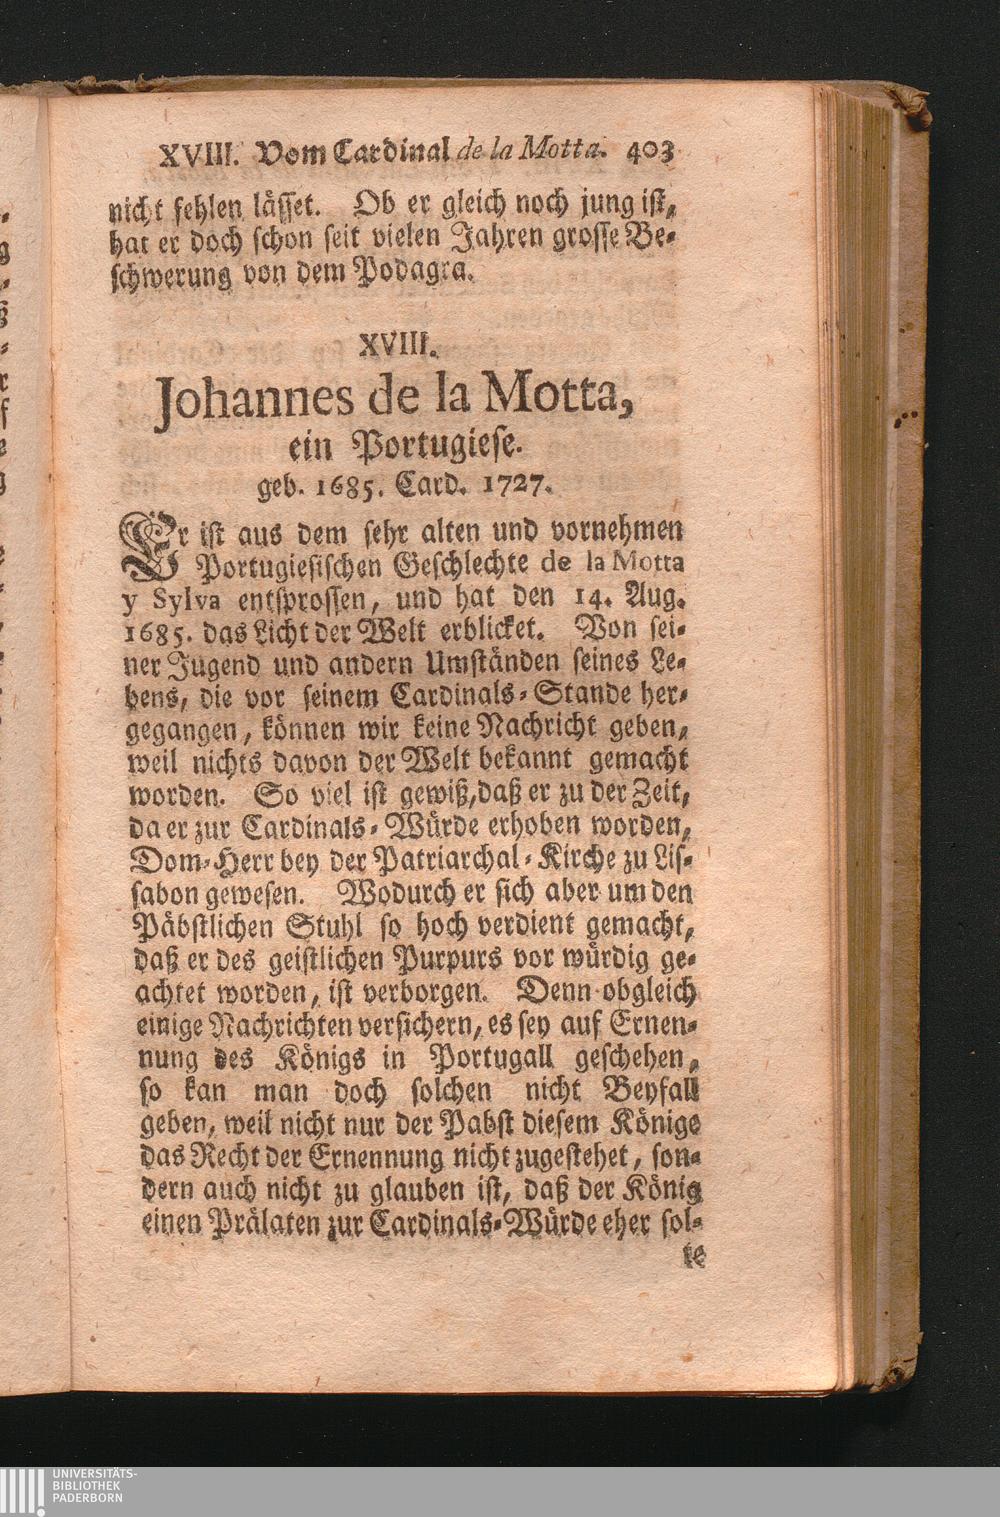 XVIII. Vom Cardinal de la Motta. 403
nicht fehlen lässet. Ob er gleich noch jung ist,
hat er doch schon seit vielen Jahren grosse Be-
schwerung von dem Podagra.
XVIII.
Johannes de la Motta,
ein Portugiese.
geb. 1685. Card. 1727.
Er ist aus dem sehr alten und vornehmen
Portugiesischen Geschlechte de la Motta
y Sylva entsprossen, und hat den 14. Aug.
1685. das Licht der Welt erblicket. Von sei-
ner Jugend und andern Umständen seines Le-
bens, die vor seinem Cardinals-Stande her-
gegangen, können wir keine Nachricht geben,
weil nichts davon der Welt bekannt gemacht
worden. So viel ist gewiß, daß er zu der Zeit,
da er zur Cardinals-Würde erhoben worden,
Dom-Herr bey der Patriarchal-Kirche zu Lis-
sabon gewesen. Wodurch er sich aber um den
Päbstlichen Stuhl so hoch verdient gemacht,
daß er des geistlichen Purpurs vor würdig ge-
achtet worden, ist verborgen. Denn obgleich
einige Nachrichten versichern, es sey auf Ernen-
nung des Königs in Portugall geschehen,
so kan man doch solchen nicht Beyfall
geben, weil nicht nur der Pabst diesem Könige
das Recht der Ernennung nicht zugestehet, son-
dern auch nicht zu glauben ist, daß der König
einen Prälaten zur Cardinals-Würde eher sol-
te
UNIVERSITÄTS-
BIBLIOTHEK
PADERBORN